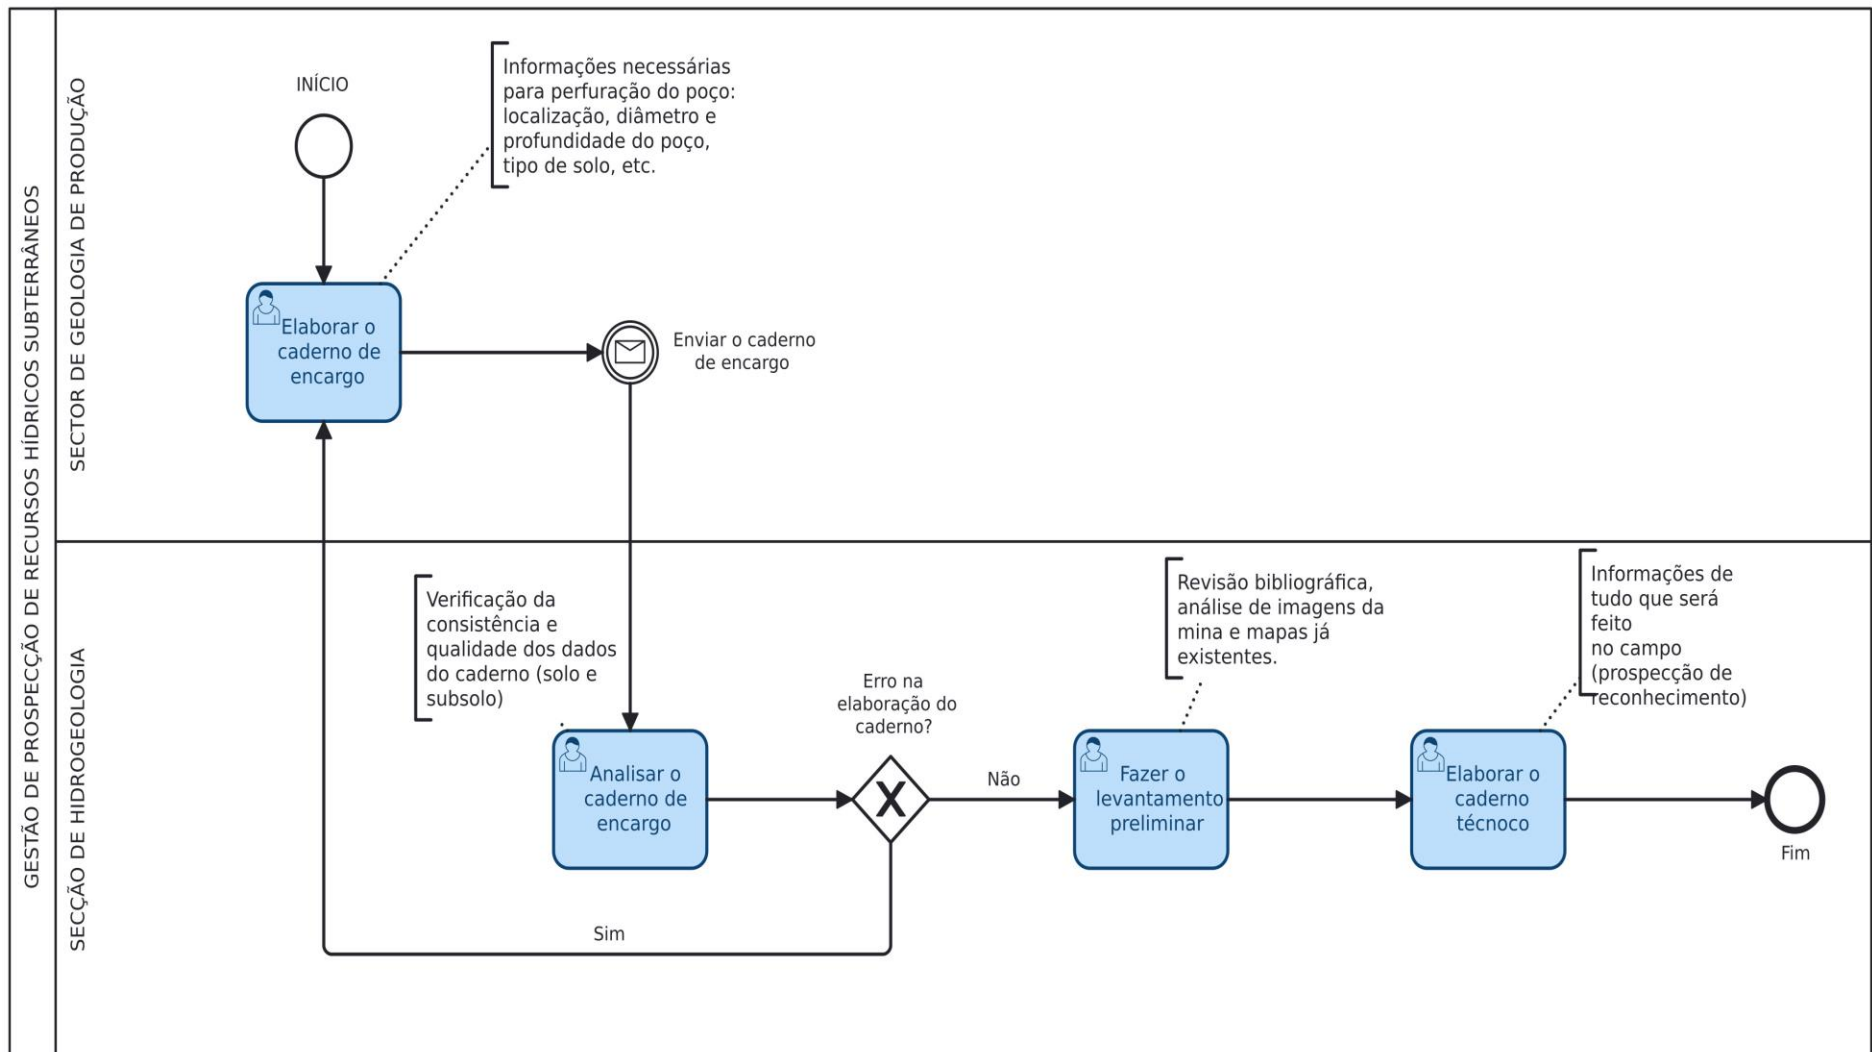 GESTÃO DE PROSPECÇÃO DE RECURSOS HÍDRICOS SUBTERRÂNEOS
SECTOR DE GEOLOGIA DE PRODUÇÃO
INÍCIO
Informações necessárias
para perfuração do poço:
localização, diâmetro e
profundidade do poço,
tipo de solo, etc.
Elaborar o
caderno de
encargo
Enviar o caderno
de encargo
SECÇÃO DE HIDROGEOLOGIA
Verificação da
consistência e
qualidade dos dados
do caderno (solo e
subsolo)
Analisar o
caderno de
encargo
Erro na
elaboração do
caderno?
X
Não
Sim
Revisão bibliográfica,
análise de imagens da
mina e mapas já
existentes.
Fazer o
levantamento
preliminar
Informações de
tudo que será
feito
no campo
(prospecção de
reconhecimento)
Elaborar o
caderno
técnoco
Fim